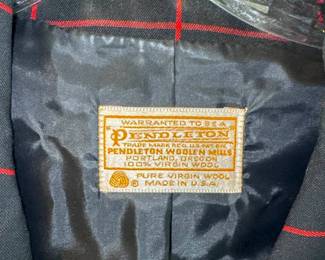 WARRANTED TO BE A
PENDLETON
TRADE MARK REG. U.S. PAT. OFF.
PENDLETON WOOLEN MILLS
PORTLAND, OREGON
100% VIRGIN WOOL
PURE VIRGIN WOOL
MADE IN U.S.A.